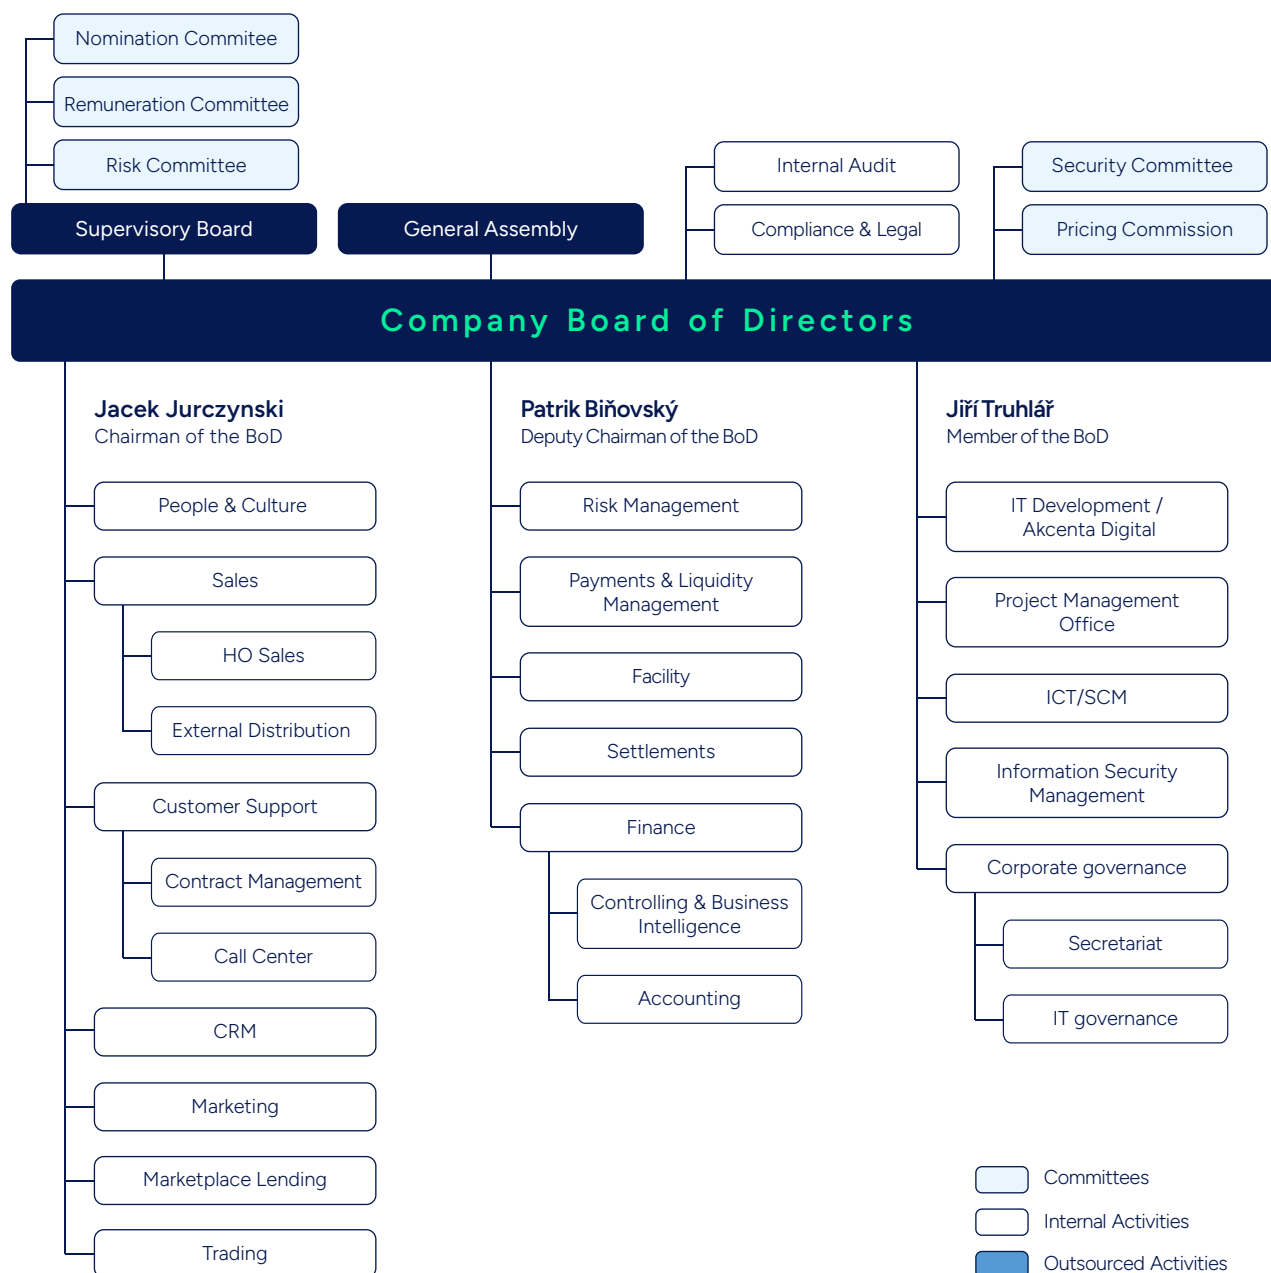 Nomination Commitee
Remuneration Committee
Risk Committee
Supervisory Board
General Assembly
Internal Audit
Compliance & Legal
Security Committee
Pricing Commission
Company Board of Directors
Jacek Jurczynski
Chairman of the BoD
People & Culture
Sales
HO Sales
External Distribution
Customer Support
Contract Management
Call Center
CRM
Marketing
Marketplace Lending
Trading
Patrik Biňovský
Deputy Chairman of the BoD
Risk Management
Payments & Liquidity
Management
Facility
Settlements
Finance
Controlling & Business
Intelligence
Accounting
Jiří Truhlář
Member of the BoD
IT Development /
Akcenta Digital
Project Management
Office
ICT/SCM
Information Security
Management
Corporate governance
Secretariat
IT governance
Committees
Internal Activities
Outsourced Activities